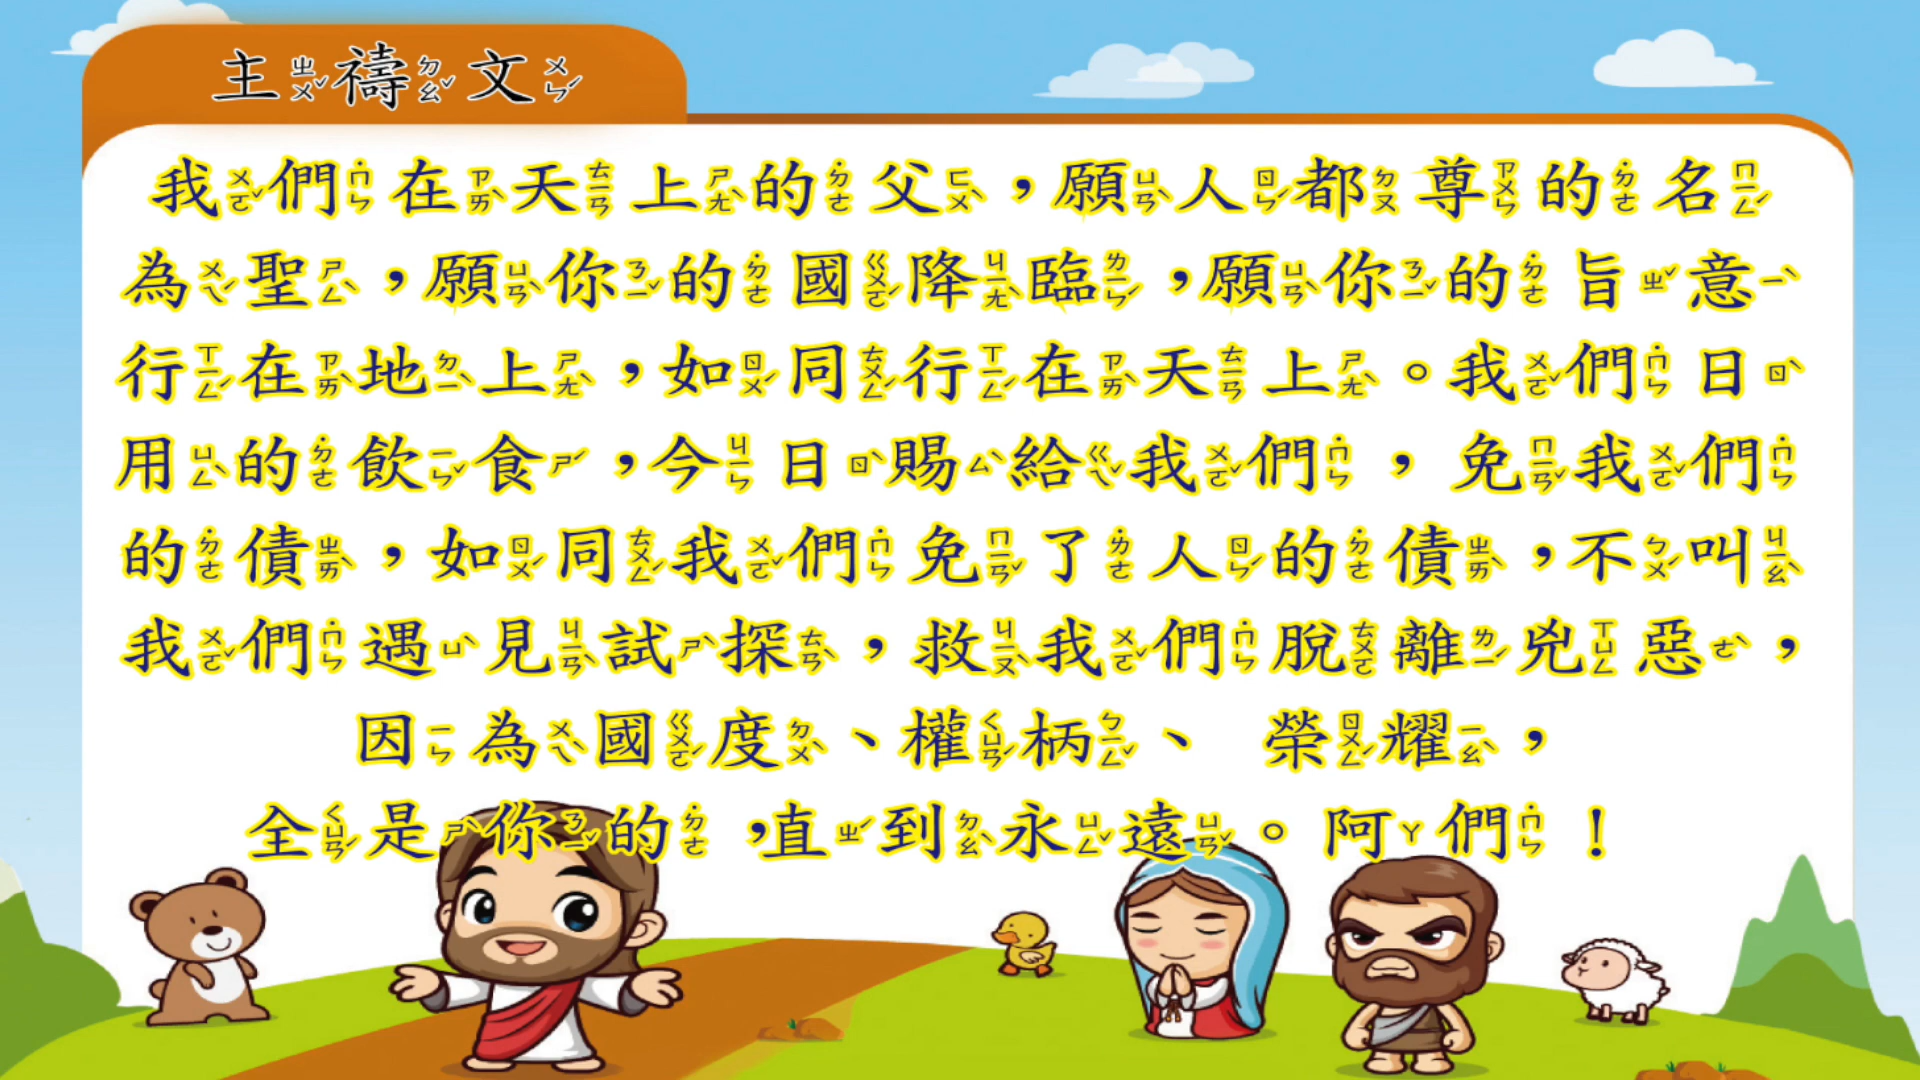 主禱文
我們在天上的父，願人都尊的名
為聖，願你的國降臨，願你的旨意
行在地上，如同行在天上。我們日
用的飲食，今日賜給我們，免我們
的債，如同我們免了人的債，不叫
我們遇見試探，救我們脫離兇惡，
因為國度、權柄、榮耀，
全是你的，直到永遠。阿們！